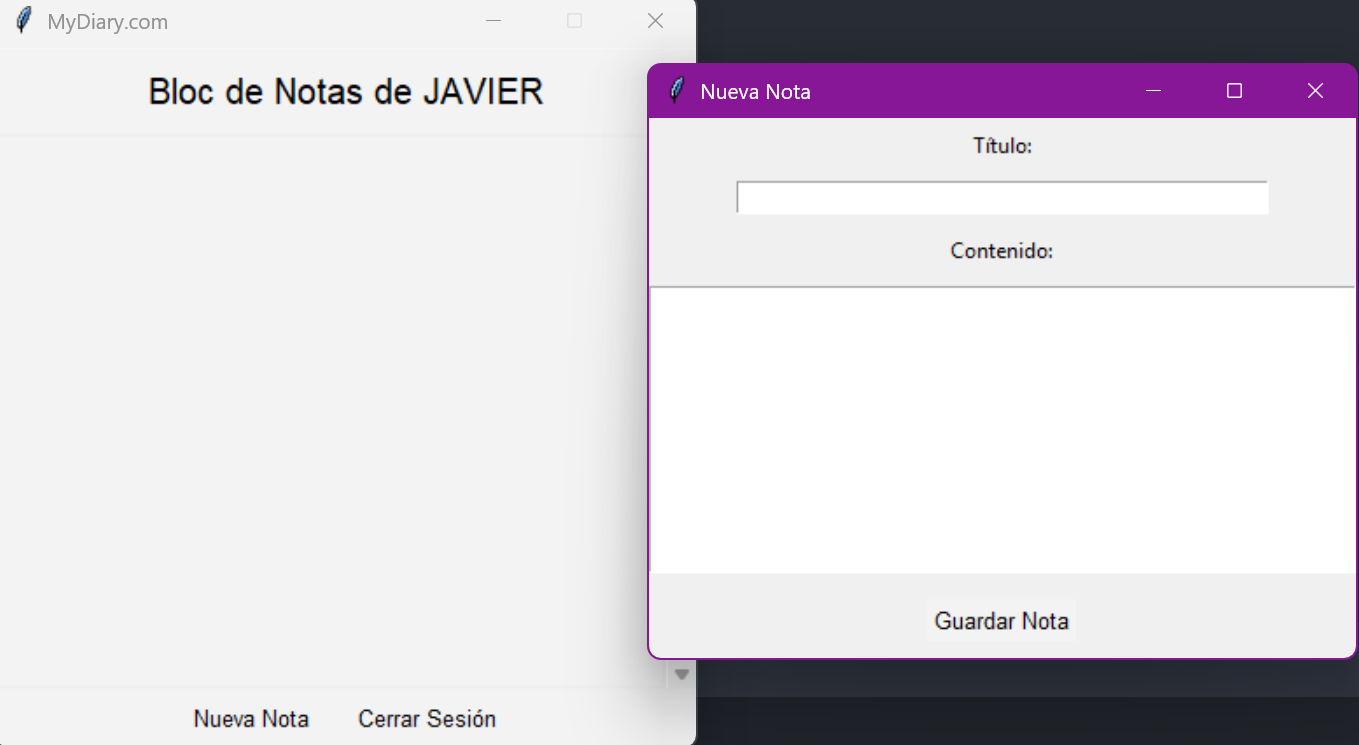 MyDiary.com
Bloc de Notas de JAVIER
Nueva Nota
Cerrar Sesión
Nueva Nota
Título:
Contenido:
Guardar Nota